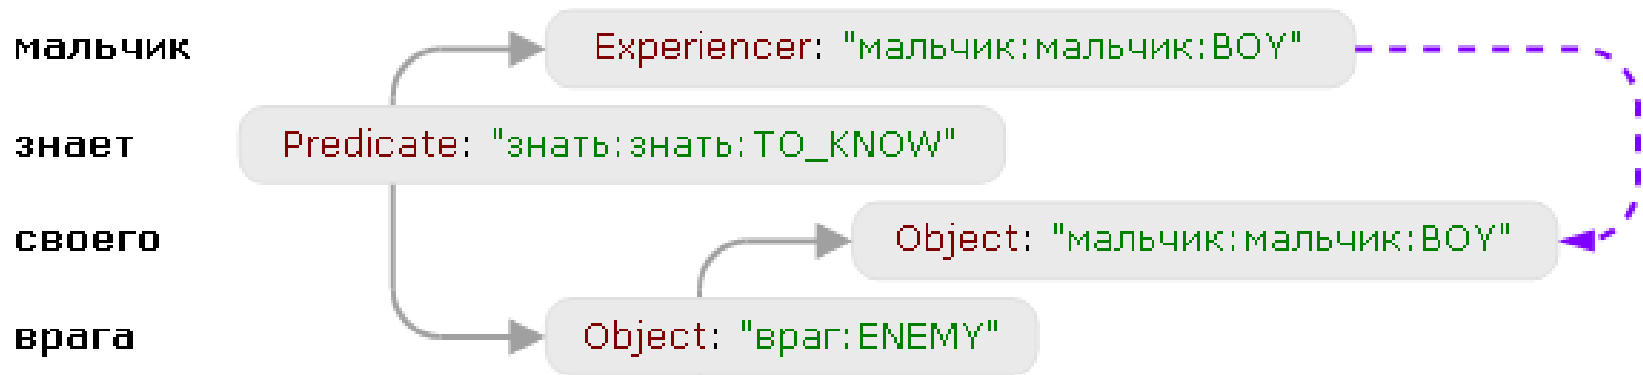 мальчик Experiencer: "мальчик:мальчик:BOY"
знает Predicate: "знать:знать:TO_KNOW"
своего Object: "мальчик:мальчик:BOY"
врага Object: "враг:ENEMY"